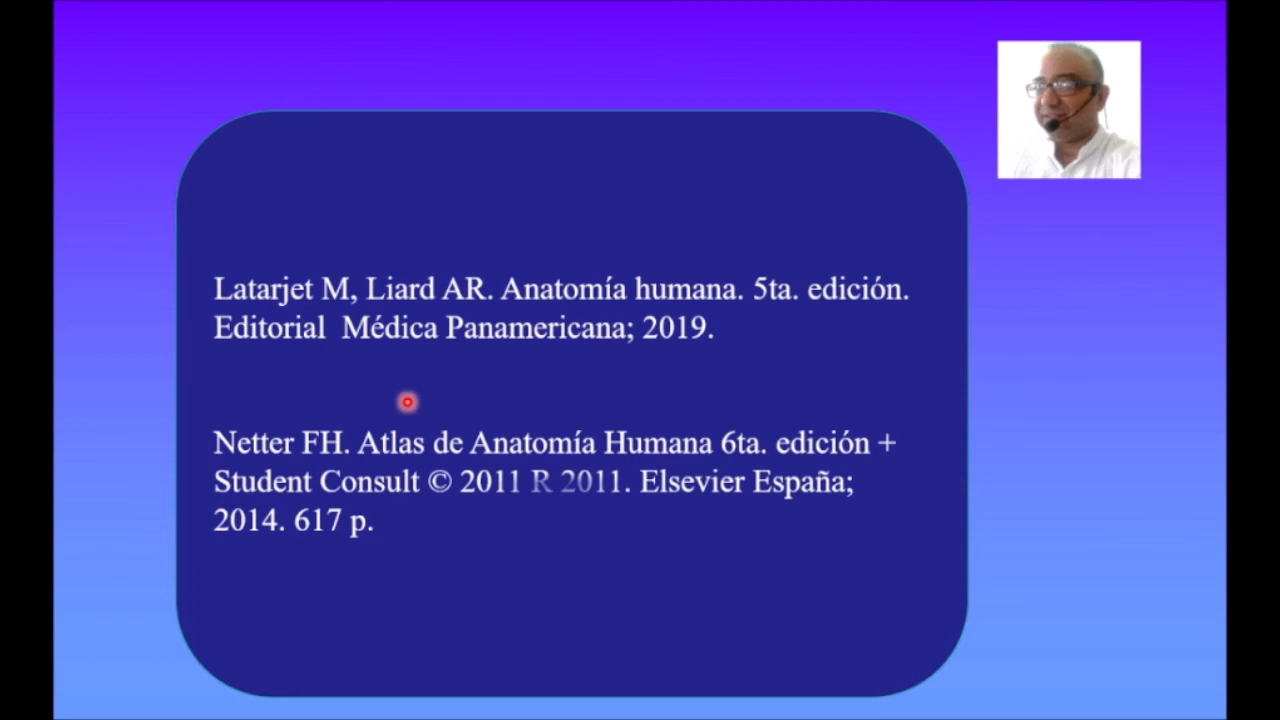 Latarjet M, Liard AR. Anatomía humana. 5ta. edición.
Editorial Médica Panamericana; 2019.
Netter FH. Atlas de Anatomía Humana 6ta. edición +
Student Consult © 2011 R 2011. Elsevier España;
2014. 617 p.